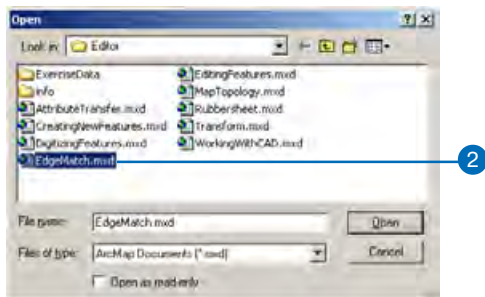 Open
Look in: Editor
ExerciseData
Info
AttributeTransfer.mxd
CreatingNewFeatures.mxd
DigitizingFeatures.mxd
EdgeMatch.mxd
EditingFeatures.mxd
MapTopology.mxd
Rubbersheet.mxd
Transform.mxd
WorkingWithCAD.mxd
2
File name: EdgeMatch.mxd Open
Files of type: ArcMap Documents (*.mxd) Cancel
Open as read-only